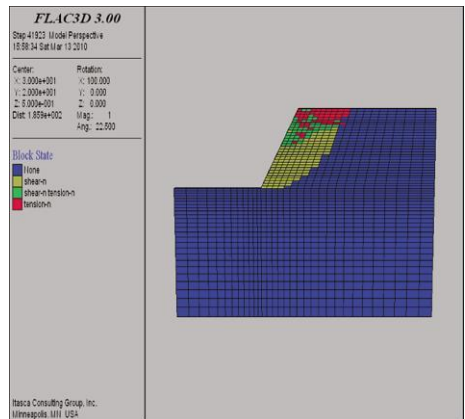 FLAC3D 3.00
Step 41923 Model Perspective
15:58:34 Sat Mar 13 2010
Center: Rotation:
X: 3.000e+001 X: 100.000
Y: 2.000e+001 Y: 0.000
Z: 5.000e+001 Z: 0.000
Dist: 1.859e+002 Mag.: 1
Ang.: 22.500
Block State
None
shear-n
shear-n tension-n
tension-n
Itasca Consulting Group, Inc.
Minneapolis, MN USA